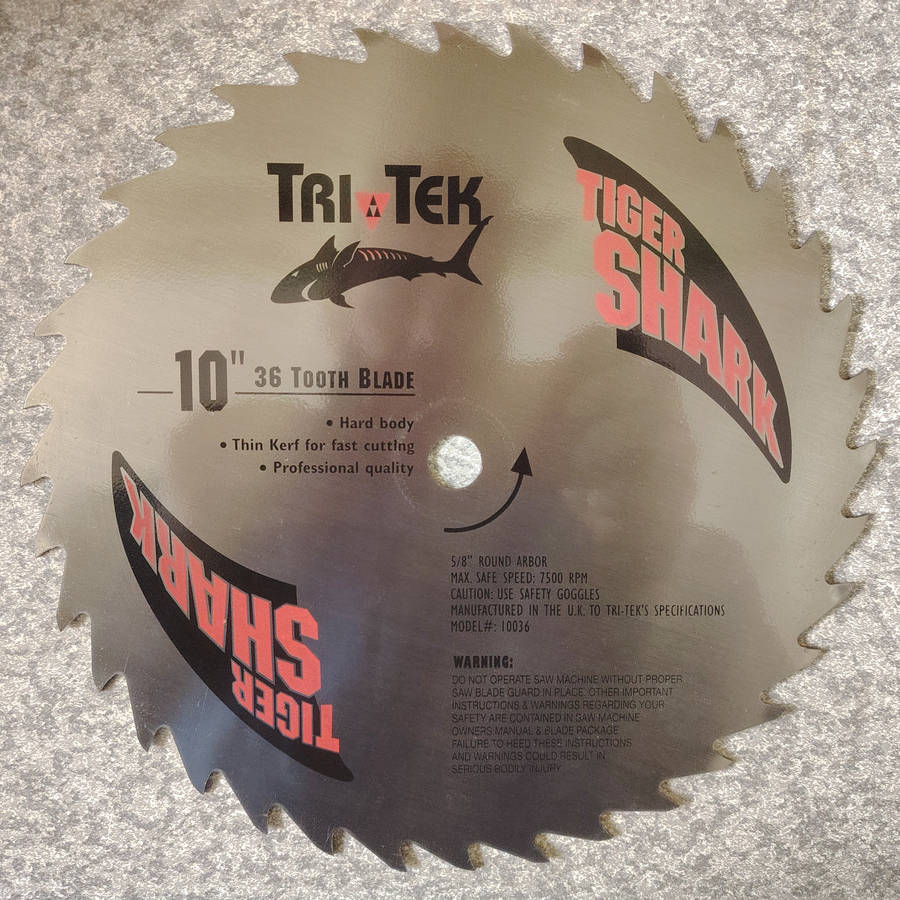 TRI TEK
TIGER
SHARK
10" 36 TOOTH BLADE
• Hard body
• Thin Kerf for fast cutting
• Professional quality
TIGER
SHARK
5/8" ROUND ARBOR
MAX. SAFE SPEED: 7500 RPM
CAUTION: USE SAFETY GOGGLES
MANUFACTURED IN THE U.K. TO TRI-TEK'S SPECIFICATIONS
MODEL#: 10036
WARNING:
DO NOT OPERATE SAW MACHINE WITHOUT PROPER
SAW BLADE GUARD IN PLACE. OTHER IMPORTANT
INSTRUCTIONS & WARNINGS REGARDING YOUR
SAFETY ARE CONTAINED IN SAW MACHINE
OWNERS MANUAL & BLADE PACKAGE
FAILURE TO HEED THESE INSTRUCTIONS
AND WARNINGS COULD RESULT IN
SERIOUS BODILY INJURY